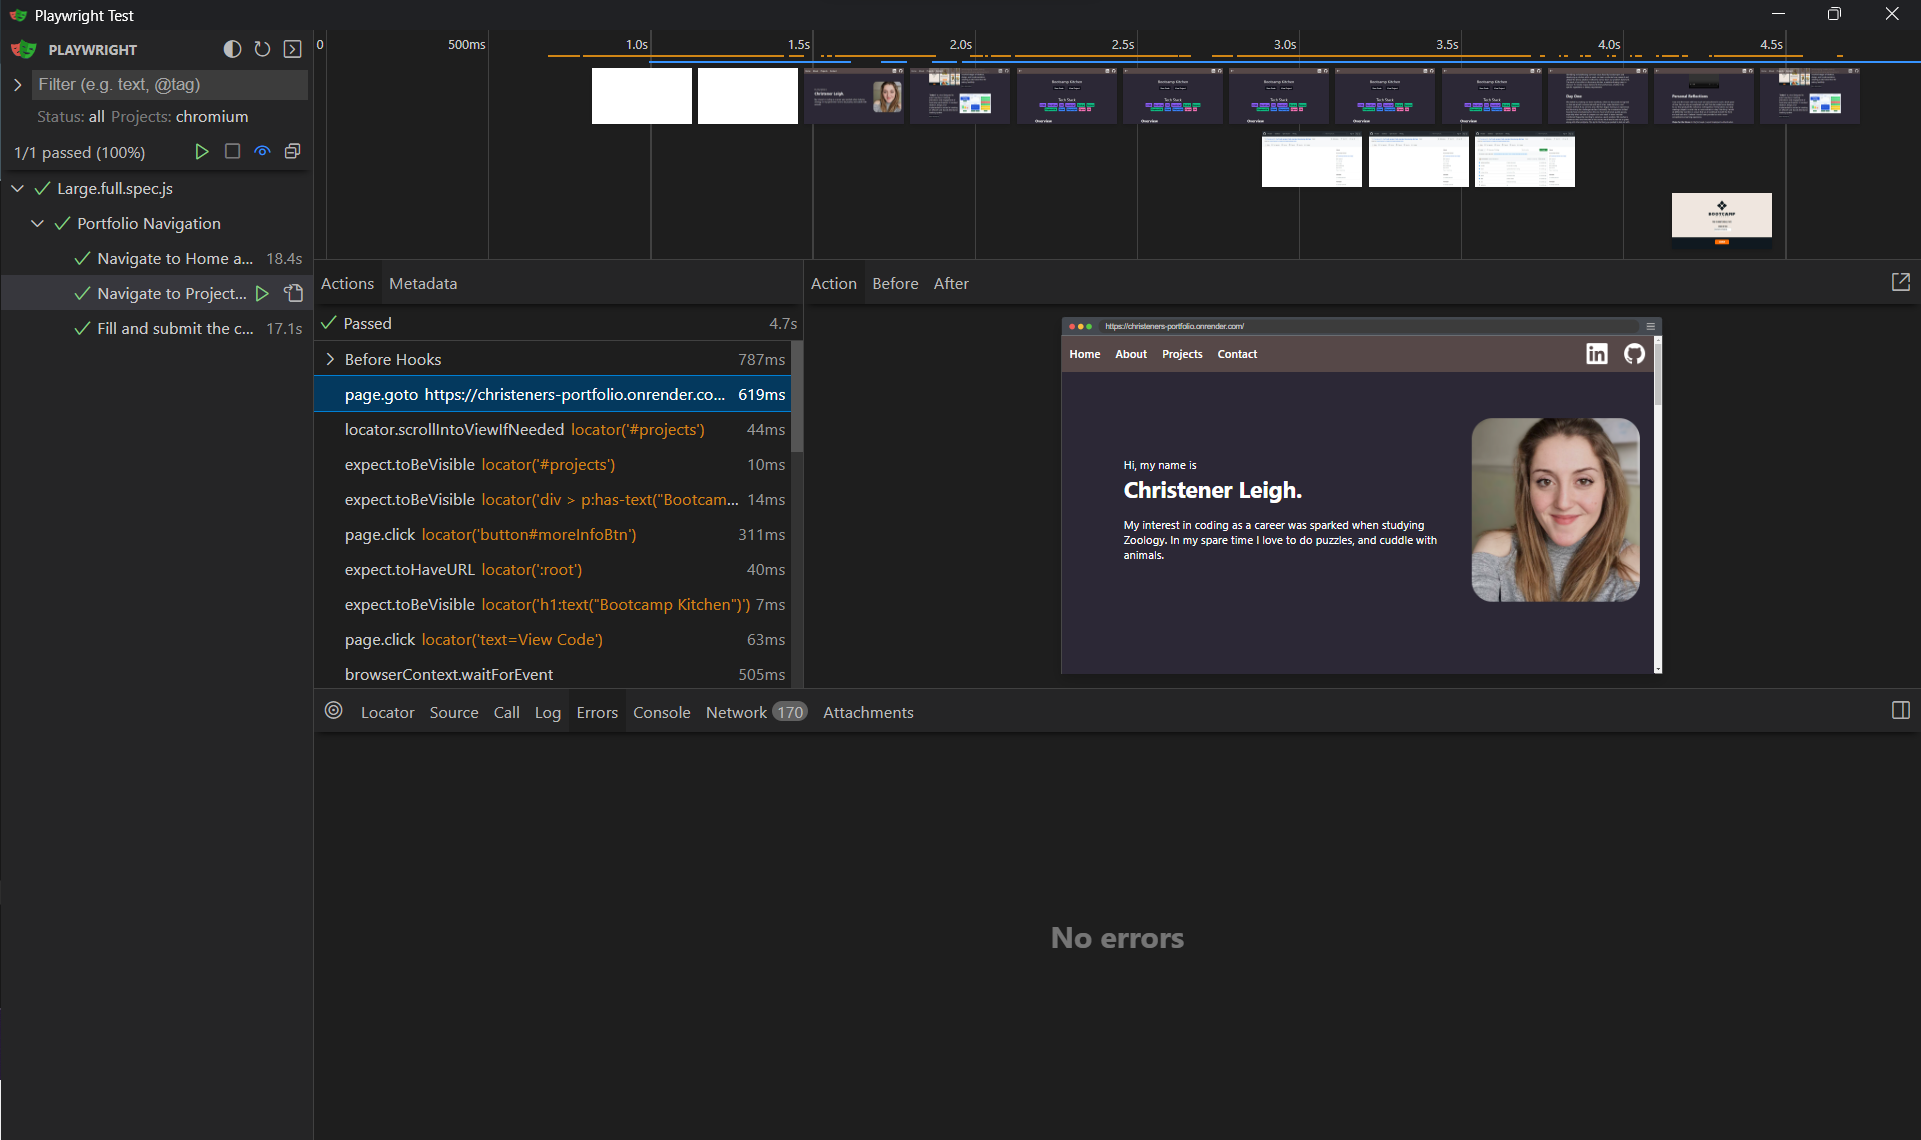 Playwright Test
PLAYWRIGHT
Filter (e.g. text, @tag)
Status: all Projects: chromium
1/1 passed (100%)
Large.full.spec.js
Portfolio Navigation
Navigate to Home a... 18.4s
Navigate to Project...
Fill and submit the c... 17.1s
0 500ms 1.0s 1.5s 2.0s 2.5s 3.0s 3.5s 4.0s 4.5s
Actions Metadata
Passed 4.7s
Before Hooks 787ms
page.goto https://christeners-portfolio.onrender.co... 619ms
locator.scrollIntoViewIfNeeded locator('#projects') 44ms
expect.toBeVisible locator('#projects') 10ms
expect.toBeVisible locator('div > p:has-text("Bootcam... 14ms
page.click locator('button#moreInfoBtn') 311ms
expect.toHaveURL locator(':root') 40ms
expect.toBeVisible locator('h1:text("Bootcamp Kitchen")') 7ms
page.click locator('text=View Code') 63ms
browserContext.waitForEvent 505ms
Action Before After
https://christeners-portfolio.onrender.com/
Home About Projects Contact
Hi, my name is
Christener Leigh.
My interest in coding as a career was sparked when studying
Zoology. In my spare time I love to do puzzles, and cuddle with
animals.
Locator Source Call Log Errors Console Network 170 Attachments
No errors